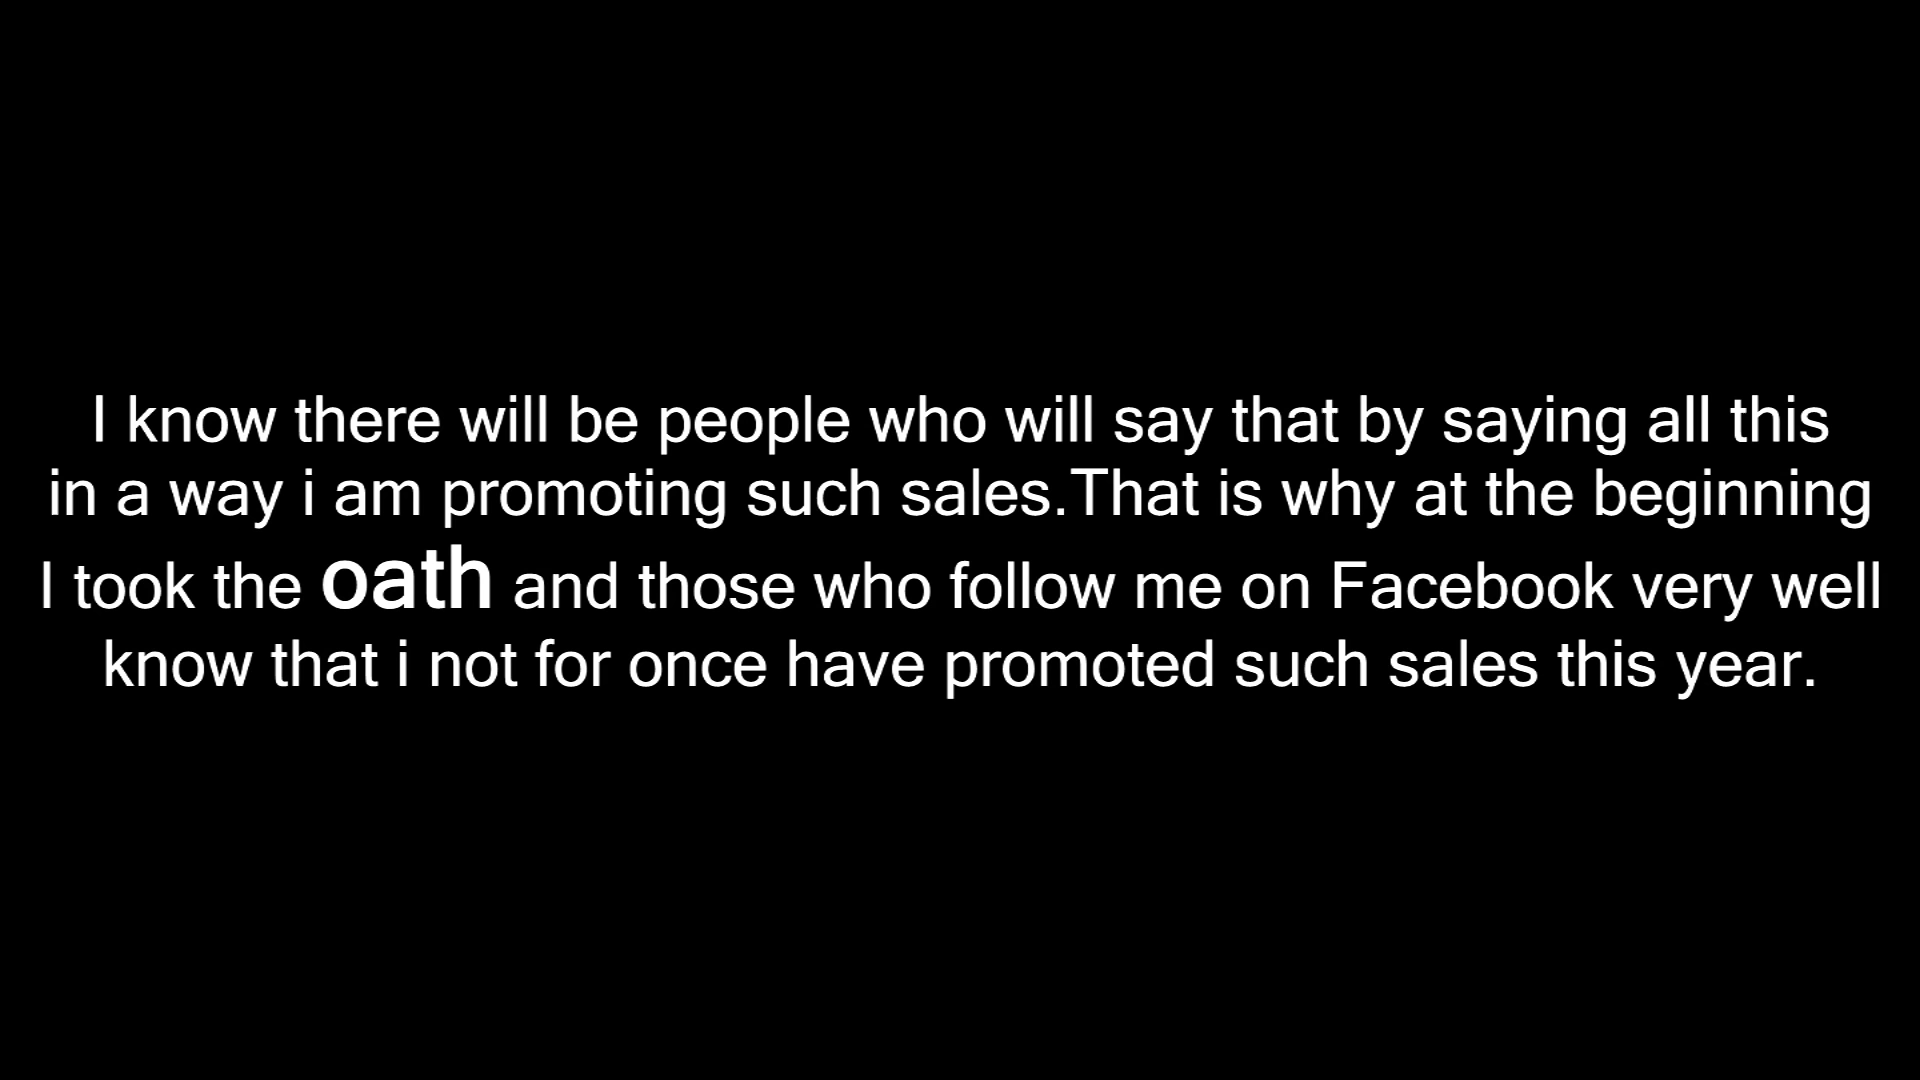 I know there will be people who will say that by saying all this
in a way i am promoting such sales.That is why at the beginning
I took the oath and those who follow me on Facebook very well
know that i not for once have promoted such sales this year.